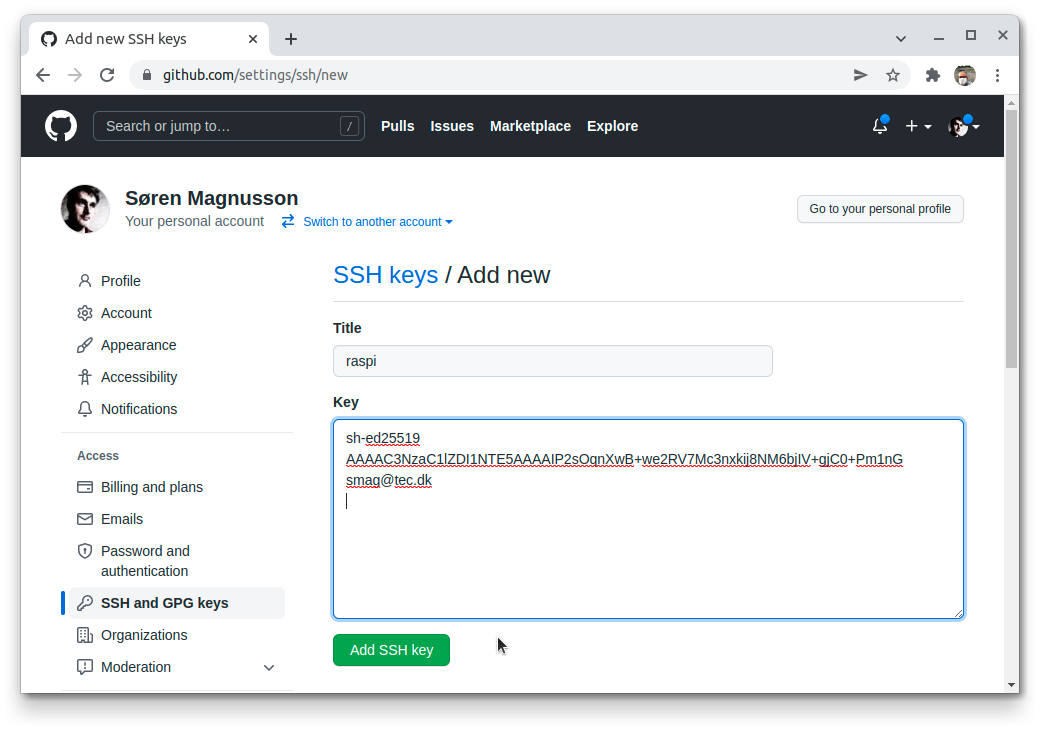 Add new SSH keys
github.com/settings/ssh/new
Search or jump to…
/
Pulls
Issues
Marketplace
Explore
Søren Magnusson
Your personal account
Switch to another account
Go to your personal profile
Profile
Account
Appearance
Accessibility
Notifications
Access
Billing and plans
Emails
Password and
authentication
SSH and GPG keys
Organizations
Moderation
SSH keys / Add new
Title
raspi
Key
sh-ed25519
AAAAC3NzaC1lZDI1NTE5AAAAIP2sOqnXwB+we2RV7Mc3nxkij8NM6bjIV+gjC0+Pm1nG
smag@tec.dk
Add SSH key